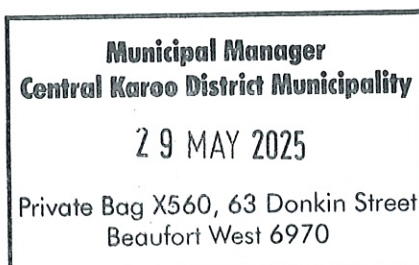 Municipal Manager
Central Karoo District Municipality
29 MAY 2025
Private Bag X560, 63 Donkin Street
Beaufort West 6970